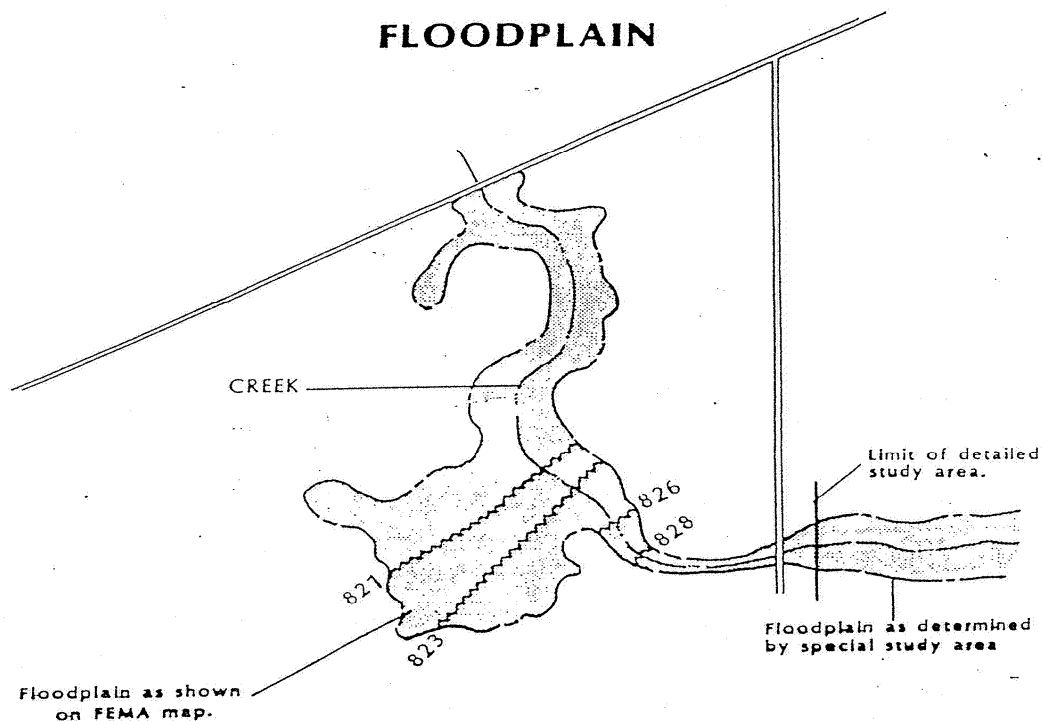 FLOODPLAIN
CREEK
Limit of detailed
study area.
826
828
821
823
Floodplain as determined
by special study area
Floodplain as shown
on FEMA map.